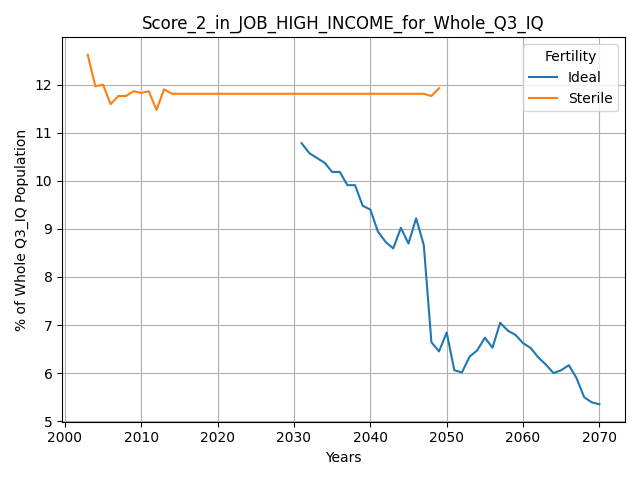 Score_2_in_JOB_HIGH_INCOME_for_Whole_Q3_IQ
Fertility
Ideal
Sterile
% of Whole Q3_IQ Population
12
11
10
9
8
7
6
5
2000 2010 2020 2030 2040 2050 2060 2070
Years